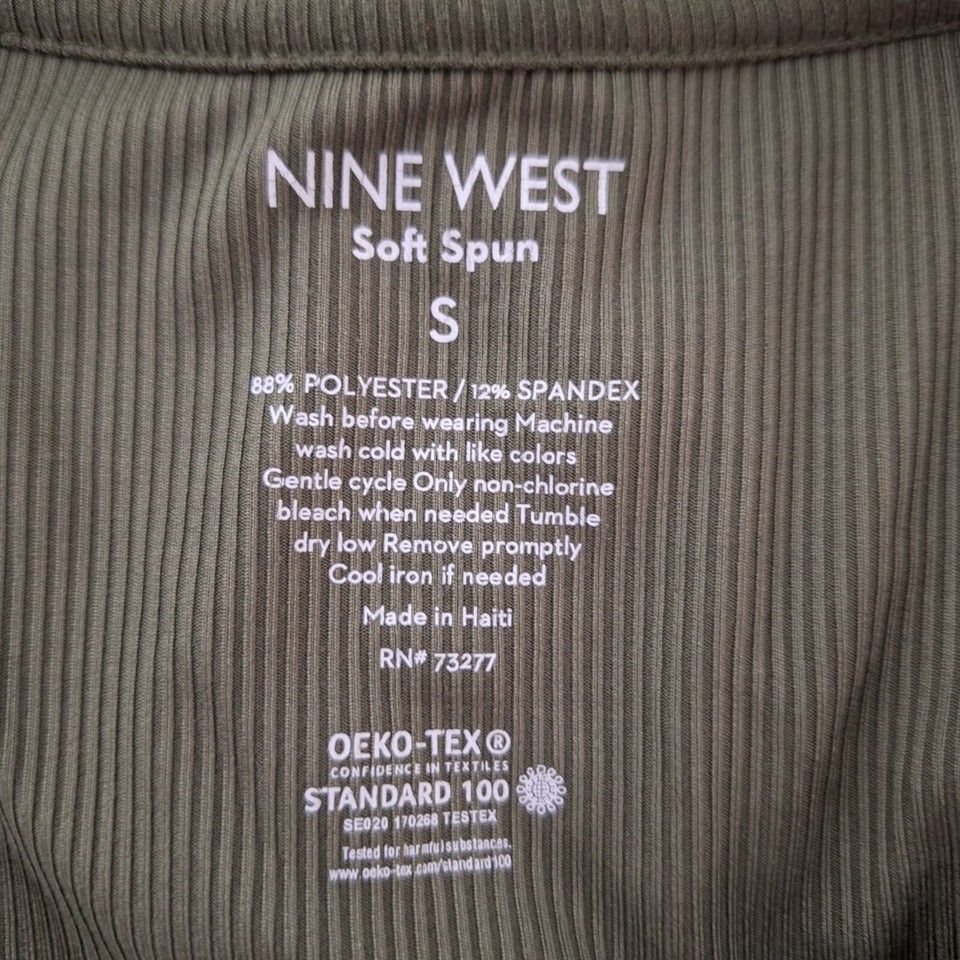 NINE WEST
Soft Spun
S
88% POLYESTER / 12% SPANDEX
Wash before wearing Machine
wash cold with like colors
Gentle cycle Only non-chlorine
bleach when needed Tumble
dry low Remove promptly
Cool iron if needed
Made in Haiti
RN# 73277
OEKO-TEX®
CONFIDENCE IN TEXTILES
STANDARD 100
SE020 170268 TESTEX
Tested for harmful substances.
www.oeko-tex.com/standard100